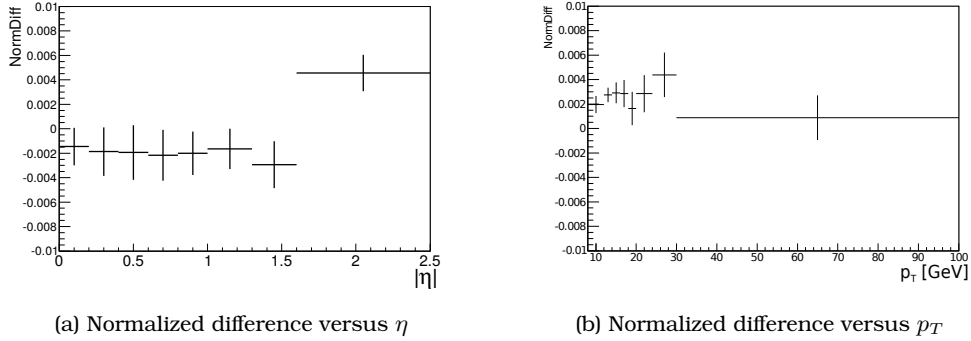 NormDiff
0.01
0.008
0.006
0.004
0.002
0
-0.002
-0.004
-0.006
-0.008
-0.01
0 0.5 1 1.5 2 2.5
|η|
(a) Normalized difference versus η
NormDiff
0.01
0.008
0.006
0.004
0.002
0
-0.002
-0.004
-0.006
-0.008
-0.01
10 20 30 40 50 60 70 80 90 100
p_T [GeV]
(b) Normalized difference versus p_T